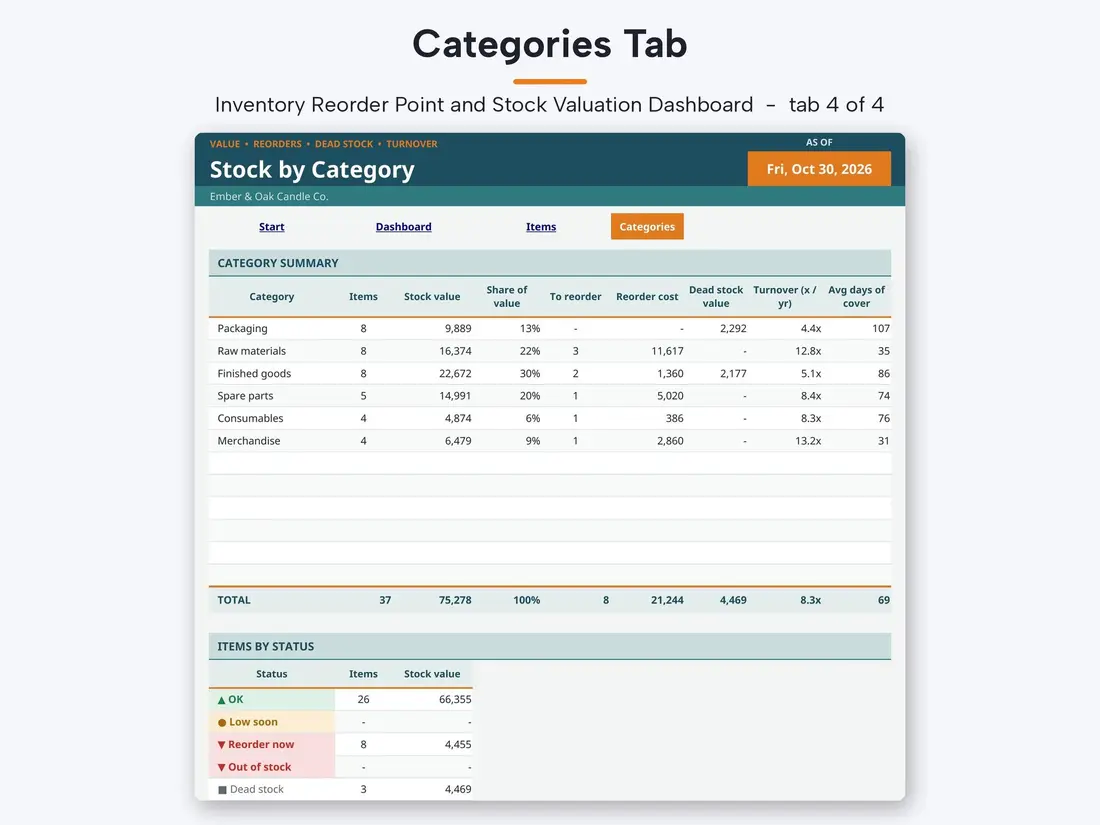 Categories Tab
Inventory Reorder Point and Stock Valuation Dashboard - tab 4 of 4
VALUE • REORDERS • DEAD STOCK • TURNOVER
AS OF
Stock by Category
Fri, Oct 30, 2026
Ember & Oak Candle Co.
Start Dashboard Items Categories
CATEGORY SUMMARY
Category Items Stock value Share of value To reorder Reorder cost Dead stock value Turnover (x / yr) Avg days of cover
Packaging 8 9,889 13% - - 2,292 4.4x 107
Raw materials 8 16,374 22% 3 11,617 - 12.8x 35
Finished goods 8 22,672 30% 2 1,360 2,177 5.1x 86
Spare parts 5 14,991 20% 1 5,020 - 8.4x 74
Consumables 4 4,874 6% 1 386 - 8.3x 76
Merchandise 4 6,479 9% 1 2,860 - 13.2x 31
TOTAL 37 75,278 100% 8 21,244 4,469 8.3x 69
ITEMS BY STATUS
Status Items Stock value
▲ OK 26 66,355
● Low soon - -
▼ Reorder now 8 4,455
▼ Out of stock - -
■ Dead stock 3 4,469